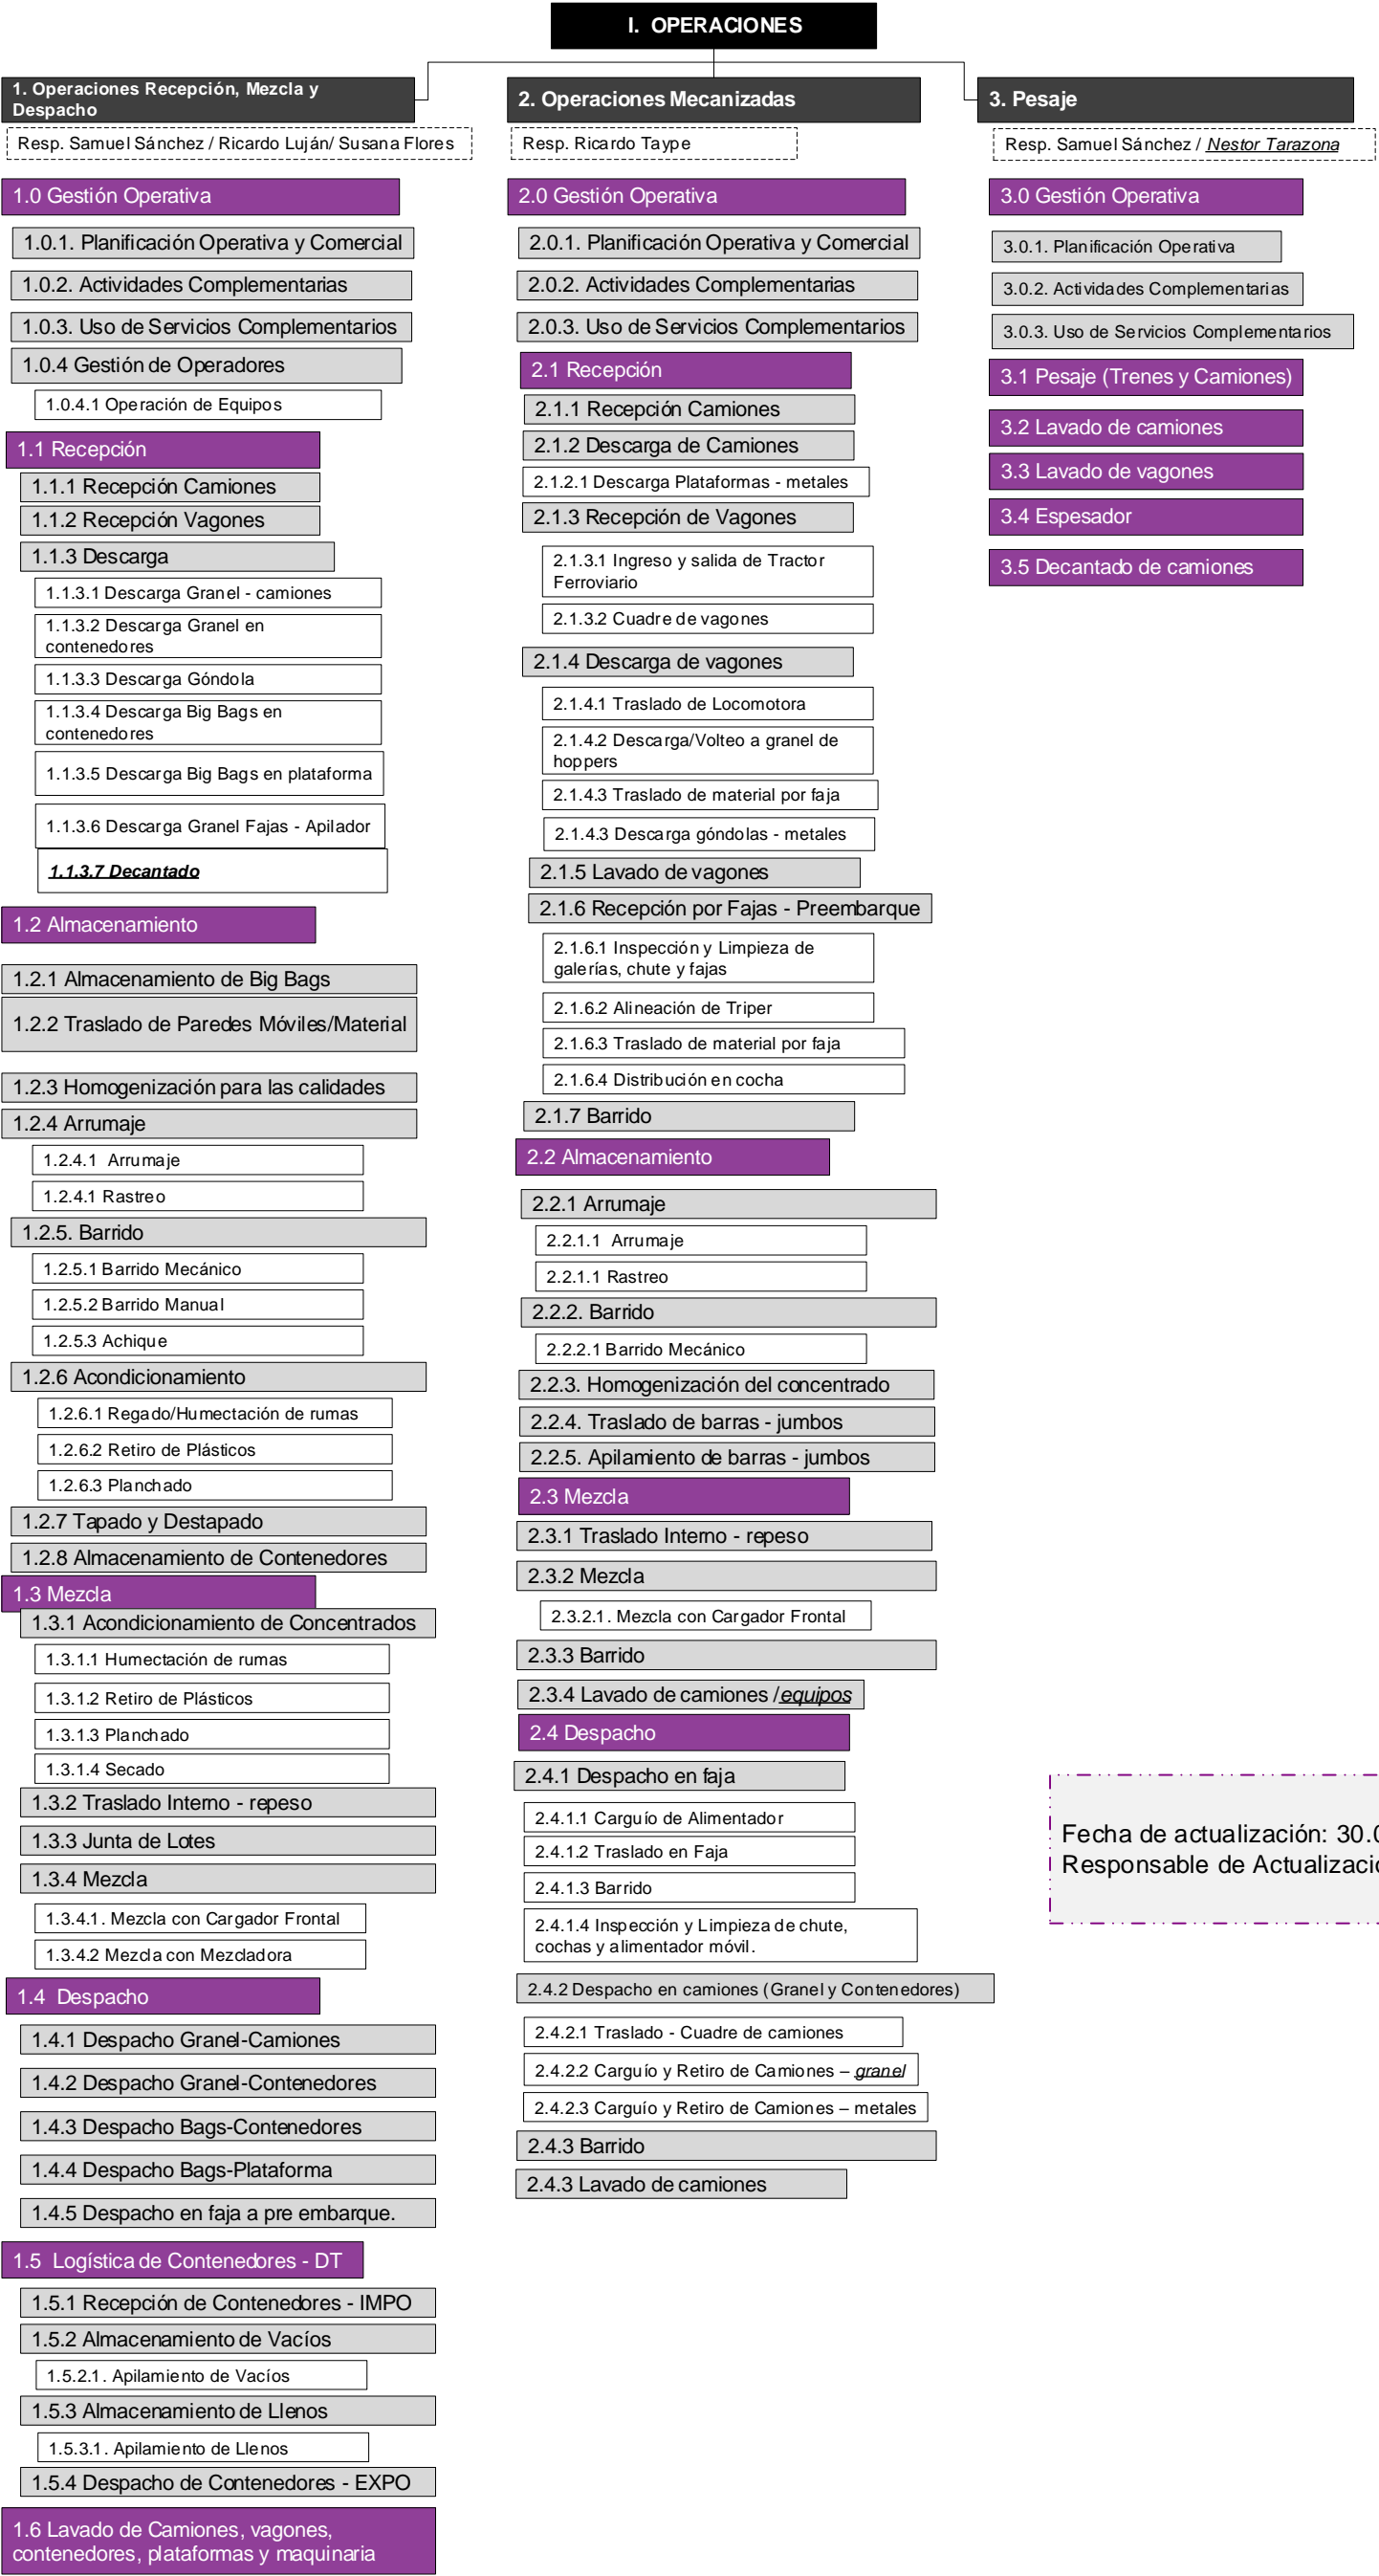 I. OPERACIONES
1. Operaciones Recepción, Mezcla y
Despacho
Resp. Samuel Sánchez / Ricardo Luján/ Susana Flores
1.0 Gestión Operativa
1.0.1. Planificación Operativa y Comercial
1.0.2. Actividades Complementarias
1.0.3. Uso de Servicios Complementarios
1.0.4 Gestión de Operadores
1.0.4.1 Operación de Equipos
1.1 Recepción
1.1.1 Recepción Camiones
1.1.2 Recepción Vagones
1.1.3 Descarga
1.1.3.1 Descarga Granel - camiones
1.1.3.2 Descarga Granel en
contenedores
1.1.3.3 Descarga Góndola
1.1.3.4 Descarga Big Bags en
contenedores
1.1.3.5 Descarga Big Bags en plataforma
1.1.3.6 Descarga Granel Fajas - Apilador
1.1.3.7 Decantado
1.2 Almacenamiento
1.2.1 Almacenamiento de Big Bags
1.2.2 Traslado de Paredes Móviles/Material
1.2.3 Homogenización para las calidades
1.2.4 Arrumaje
1.2.4.1 Arrumaje
1.2.4.1 Rastreo
1.2.5. Barrido
1.2.5.1 Barrido Mecánico
1.2.5.2 Barrido Manual
1.2.5.3 Achique
1.2.6 Acondicionamiento
1.2.6.1 Regado/Humectación de rumas
1.2.6.2 Retiro de Plásticos
1.2.6.3 Planchado
1.2.7 Tapado y Destapado
1.2.8 Almacenamiento de Contenedores
1.3 Mezcla
1.3.1 Acondicionamiento de Concentrados
1.3.1.1 Humectación de rumas
1.3.1.2 Retiro de Plásticos
1.3.1.3 Planchado
1.3.1.4 Secado
1.3.2 Traslado Interno - repeso
1.3.3 Junta de Lotes
1.3.4 Mezcla
1.3.4.1. Mezcla con Cargador Frontal
1.3.4.2 Mezcla con Mezcladora
1.4 Despacho
1.4.1 Despacho Granel-Camiones
1.4.2 Despacho Granel-Contenedores
1.4.3 Despacho Bags-Contenedores
1.4.4 Despacho Bags-Plataforma
1.4.5 Despacho en faja a pre embarque.
1.5 Logística de Contenedores - DT
1.5.1 Recepción de Contenedores - IMPO
1.5.2 Almacenamiento de Vacíos
1.5.2.1. Apilamiento de Vacíos
1.5.3 Almacenamiento de Llenos
1.5.3.1. Apilamiento de Llenos
1.5.4 Despacho de Contenedores - EXPO
1.6 Lavado de Camiones, vagones,
contenedores, plataformas y maquinaria
2. Operaciones Mecanizadas
Resp. Ricardo Taype
2.0 Gestión Operativa
2.0.1. Planificación Operativa y Comercial
2.0.2. Actividades Complementarias
2.0.3. Uso de Servicios Complementarios
2.1 Recepción
2.1.1 Recepción Camiones
2.1.2 Descarga de Camiones
2.1.2.1 Descarga Plataformas - metales
2.1.3 Recepción de Vagones
2.1.3.1 Ingreso y salida de Tractor
Ferroviario
2.1.3.2 Cuadre de vagones
2.1.4 Descarga de vagones
2.1.4.1 Traslado de Locomotora
2.1.4.2 Descarga/Volteo a granel de
hoppers
2.1.4.3 Traslado de material por faja
2.1.4.3 Descarga góndolas - metales
2.1.5 Lavado de vagones
2.1.6 Recepción por Fajas - Preembarque
2.1.6.1 Inspección y Limpieza de
galerías, chute y fajas
2.1.6.2 Alineación de Triper
2.1.6.3 Traslado de material por faja
2.1.6.4 Distribución en cocha
2.1.7 Barrido
2.2 Almacenamiento
2.2.1 Arrumaje
2.2.1.1 Arrumaje
2.2.1.1 Rastreo
2.2.2. Barrido
2.2.2.1 Barrido Mecánico
2.2.3. Homogenización del concentrado
2.2.4. Traslado de barras - jumbos
2.2.5. Apilamiento de barras - jumbos
2.3 Mezcla
2.3.1 Traslado Interno - repeso
2.3.2 Mezcla
2.3.2.1. Mezcla con Cargador Frontal
2.3.3 Barrido
2.3.4 Lavado de camiones /equipos
2.4 Despacho
2.4.1 Despacho en faja
2.4.1.1 Carguío de Alimentador
2.4.1.2 Traslado en Faja
2.4.1.3 Barrido
2.4.1.4 Inspección y Limpieza de chute,
cochas y alimentador móvil.
2.4.2 Despacho en camiones (Granel y Contenedores)
2.4.2.1 Traslado - Cuadre de camiones
2.4.2.2 Carguío y Retiro de Camiones – granel
2.4.2.3 Carguío y Retiro de Camiones – metales
2.4.3 Barrido
2.4.3 Lavado de camiones
3. Pesaje
Resp. Samuel Sánchez / Nestor Tarazona
3.0 Gestión Operativa
3.0.1. Planificación Operativa
3.0.2. Actividades Complementarias
3.0.3. Uso de Servicios Complementarios
3.1 Pesaje (Trenes y Camiones)
3.2 Lavado de camiones
3.3 Lavado de vagones
3.4 Espesador
3.5 Decantado de camiones
Fecha de actualización: 30.
Responsable de